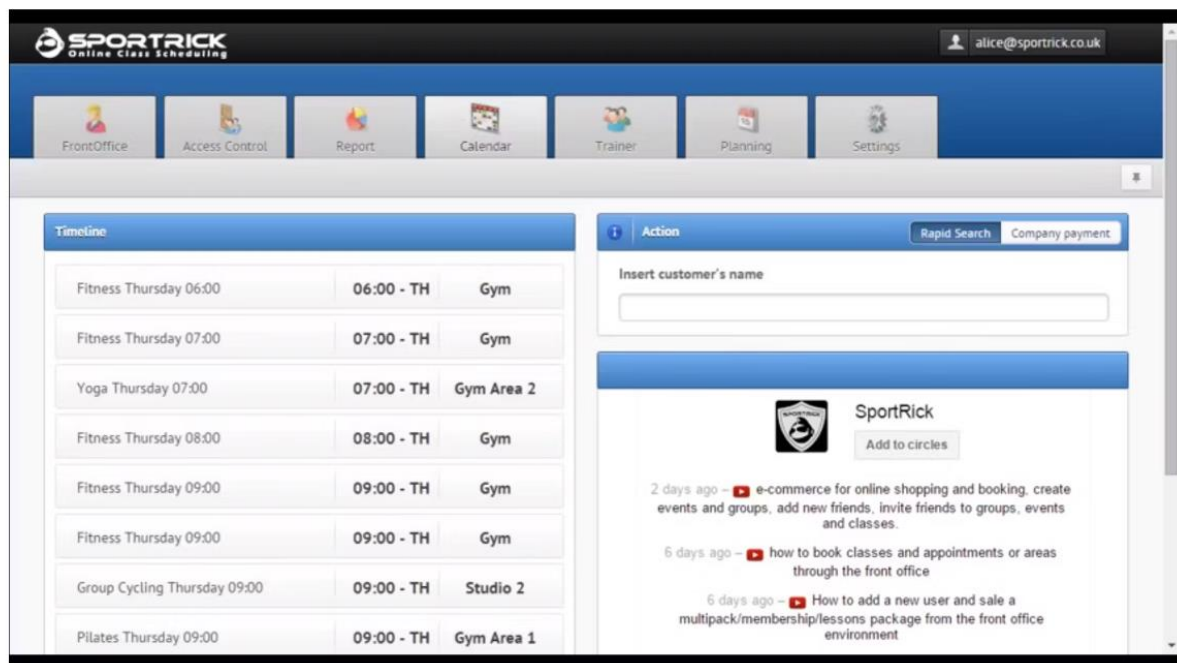 SPORTRICK
Online Class Scheduling
alice@sportrick.co.uk
FrontOffice
Access Control
Report
Calendar
Trainer
Planning
Settings
Timeline
Fitness Thursday 06:00 06:00 - TH Gym
Fitness Thursday 07:00 07:00 - TH Gym
Yoga Thursday 07:00 07:00 - TH Gym Area 2
Fitness Thursday 08:00 08:00 - TH Gym
Fitness Thursday 09:00 09:00 - TH Gym
Fitness Thursday 09:00 09:00 - TH Gym
Group Cycling Thursday 09:00 09:00 - TH Studio 2
Pilates Thursday 09:00 09:00 - TH Gym Area 1
Action
Rapid Search
Company payment
Insert customer's name
SPORTRICK
SportRick
Add to circles
2 days ago – e-commerce for online shopping and booking, create
events and groups, add new friends, invite friends to groups, events
and classes.
6 days ago – how to book classes and appointments or areas
through the front office
6 days ago – How to add a new user and sale a
multipack/membership/lessons package from the front office
environment